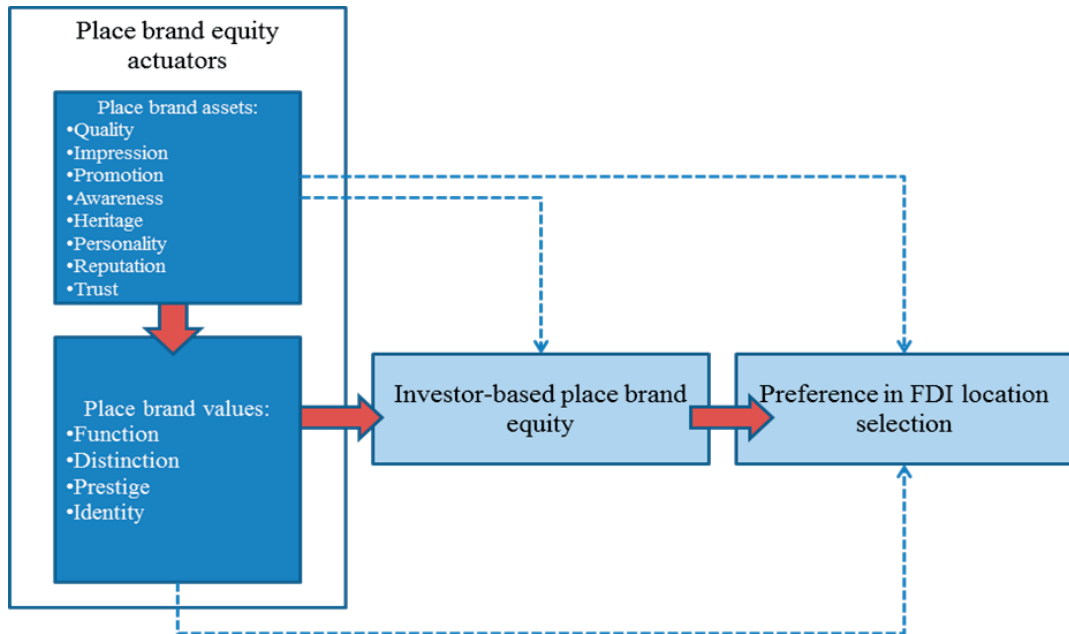 Place brand equity
actuators
Place brand assets:
•Quality
•Impression
•Promotion
•Awareness
•Heritage
•Personality
•Reputation
•Trust
Place brand values:
•Function
•Distinction
•Prestige
•Identity
Investor-based place brand
equity
Preference in FDI location
selection